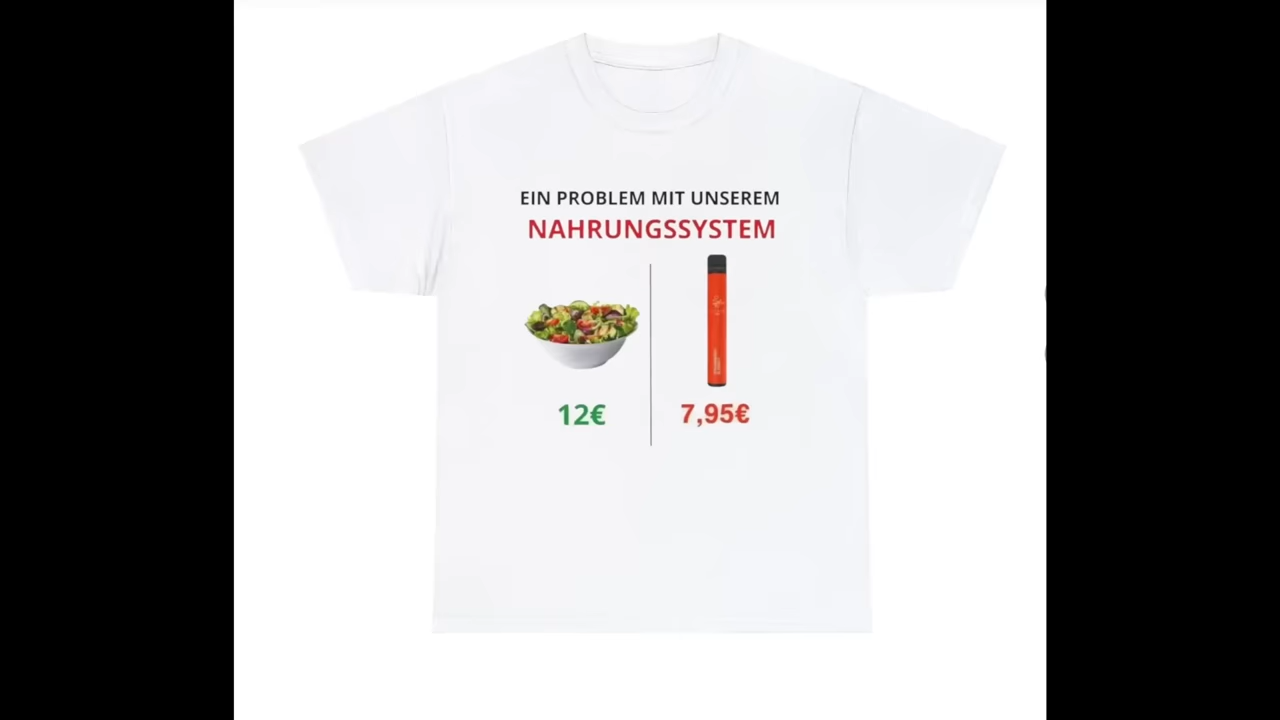 EIN PROBLEM MIT UNSEREM
NAHRUNGSSYSTEM
12€
7,95€